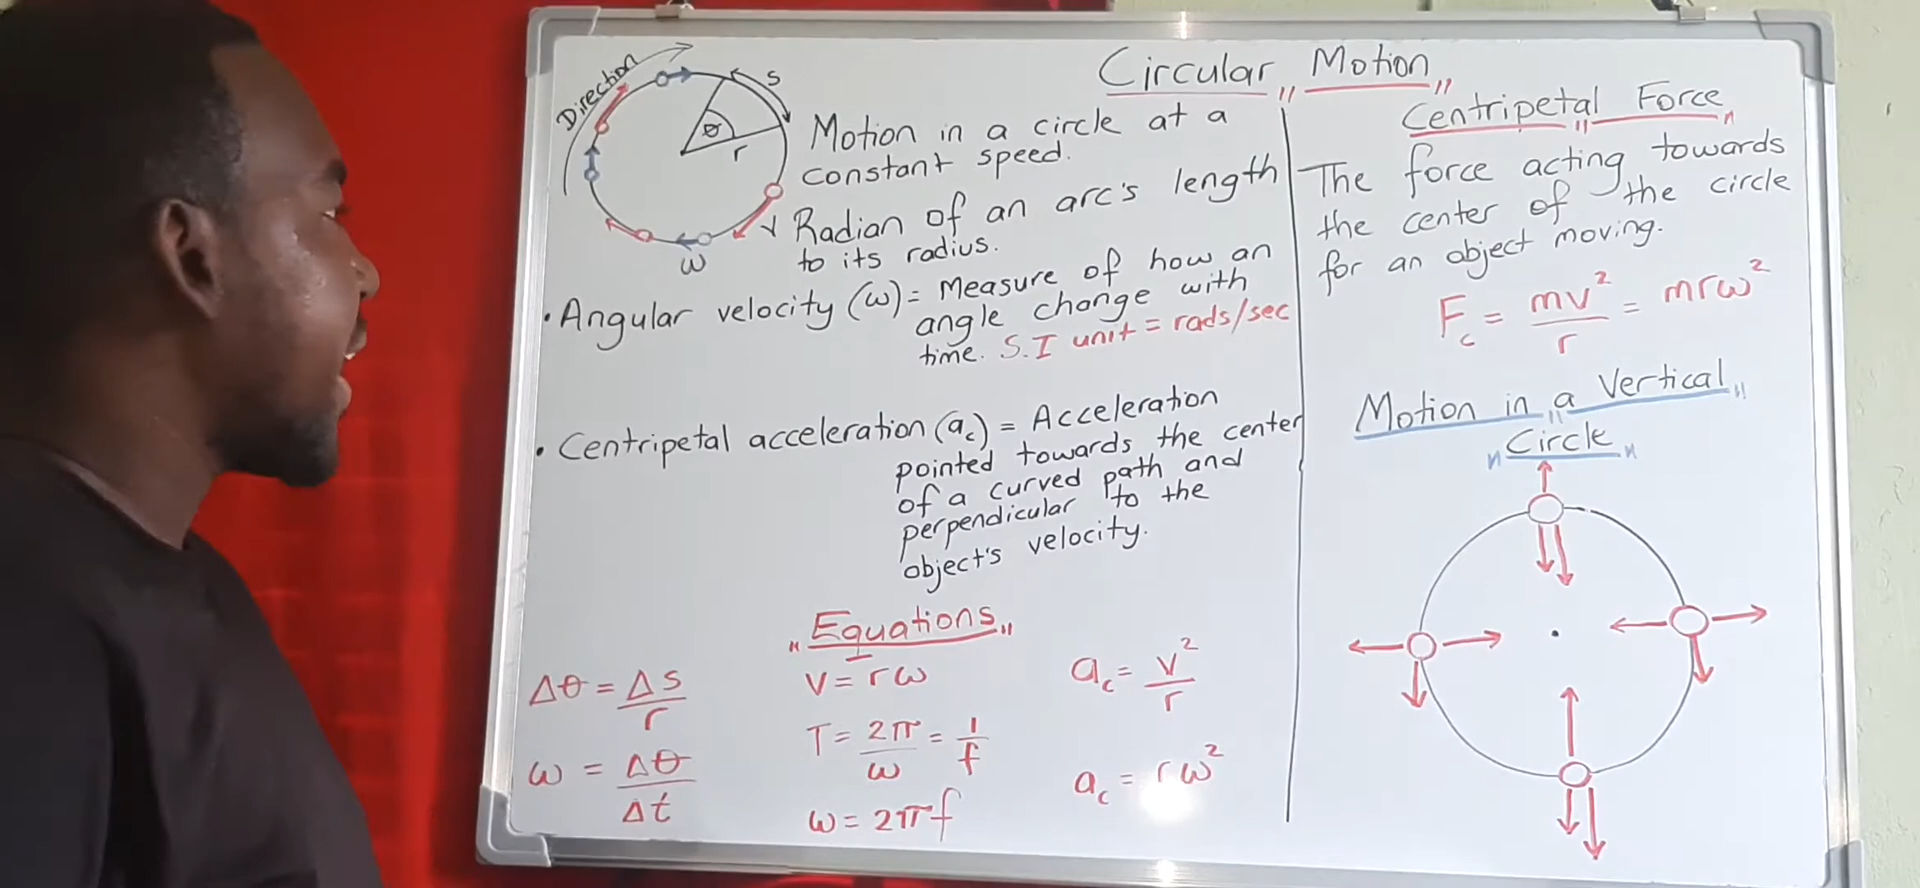 Circular Motion
Direction
s
θ
r
ω
Motion in a circle at a
constant speed.
Radian of an arc's length
to its radius.
• Angular velocity (ω) = Measure of how an
angle change with
time. S.I unit = rads/sec
• Centripetal acceleration (a_c) = Acceleration
pointed towards the center
of a curved path and
perpendicular to the
object's velocity.
"Equations"
Δθ = Δs/r
ω = Δθ/Δt
V = rω
T = 2π/ω = 1/f
ω = 2πf
a_c = v²/r
a_c = rω²
Centripetal Force
The force acting towards
the center of the circle
for an object moving.
F_c = mv²/r = mrω²
Motion in a Vertical
"Circle"